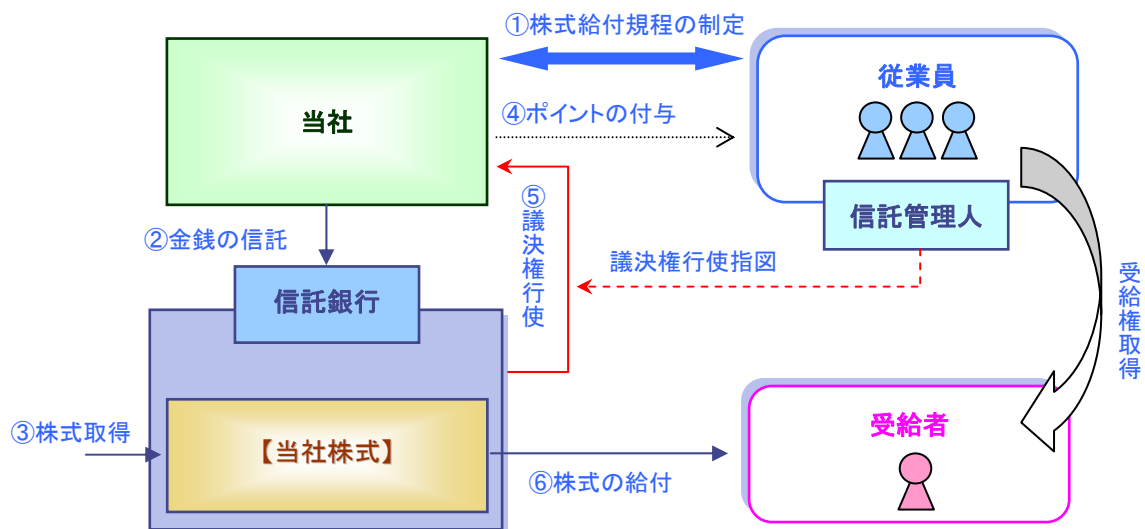 ①株式給付規程の制定
従業員
当社
④ポイントの付与
信託管理人
⑤議決権行使
②金銭の信託
議決権行使指図
信託銀行
受給権取得
③株式取得
【当社株式】
受給者
⑥株式の給付